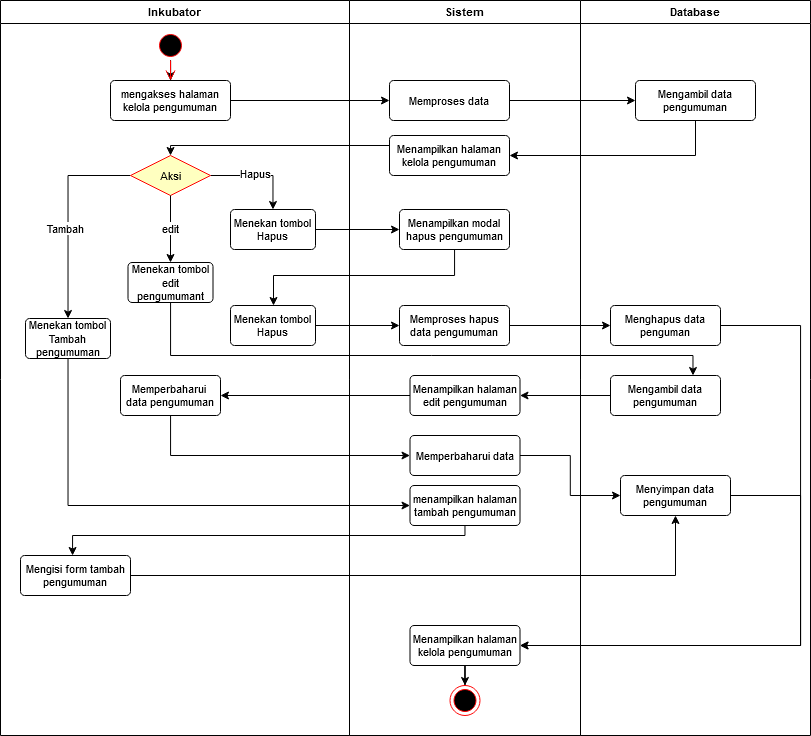 Inkubator
Sistem
Database
mengakses halaman
kelola pengumuman
Memproses data
Mengambil data
pengumuman
Menampilkan halaman
kelola pengumuman
Aksi
Hapus
Tambah
edit
Menekan tombol
Hapus
Menampilkan modal
hapus pengumuman
Menekan tombol
edit
pengumumant
Menekan tombol
Hapus
Memproses hapus
data pengumuman
Menghapus data
penguman
Menekan tombol
Tambah
pengumuman
Memperbaharui
data pengumuman
Menampilkan halaman
edit pengumuman
Mengambil data
pengumuman
Memperbaharui data
menampilkan halaman
tambah pengumuman
Menyimpan data
pengumuman
Mengisi form tambah
pengumuman
Menampilkan halaman
kelola pengumuman